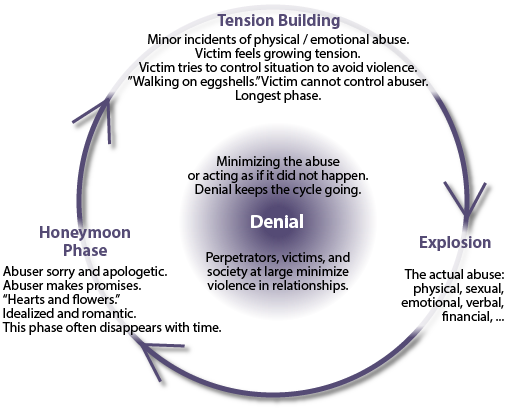 Tension Building
Minor incidents of physical / emotional abuse.
Victim feels growing tension.
Victim tries to control situation to avoid violence.
"Walking on eggshells."Victim cannot control abuser.
Longest phase.
Minimizing the abuse
or acting as if it did not happen.
Denial keeps the cycle going.
Denial
Perpetrators, victims, and
society at large minimize
violence in relationships.
Explosion
The actual abuse:
physical, sexual,
emotional, verbal,
financial, ...
Honeymoon
Phase
Abuser sorry and apologetic.
Abuser makes promises.
“Hearts and flowers.”
Idealized and romantic.
This phase often disappears with time.